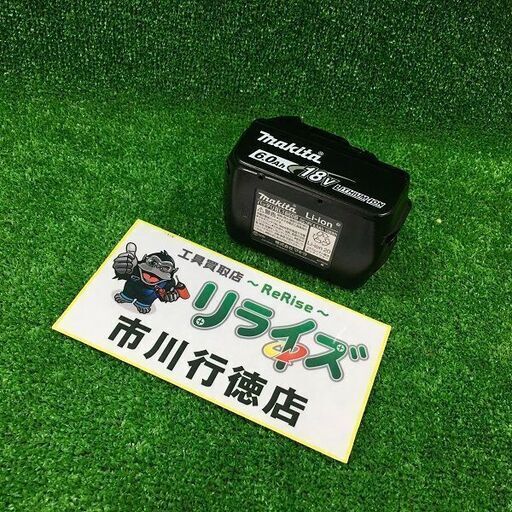 makita
6.0Ah 18V LITHIUM-ION
makita Li-ion
工具買取店
～ReRise～
リライズ
市川行徳店